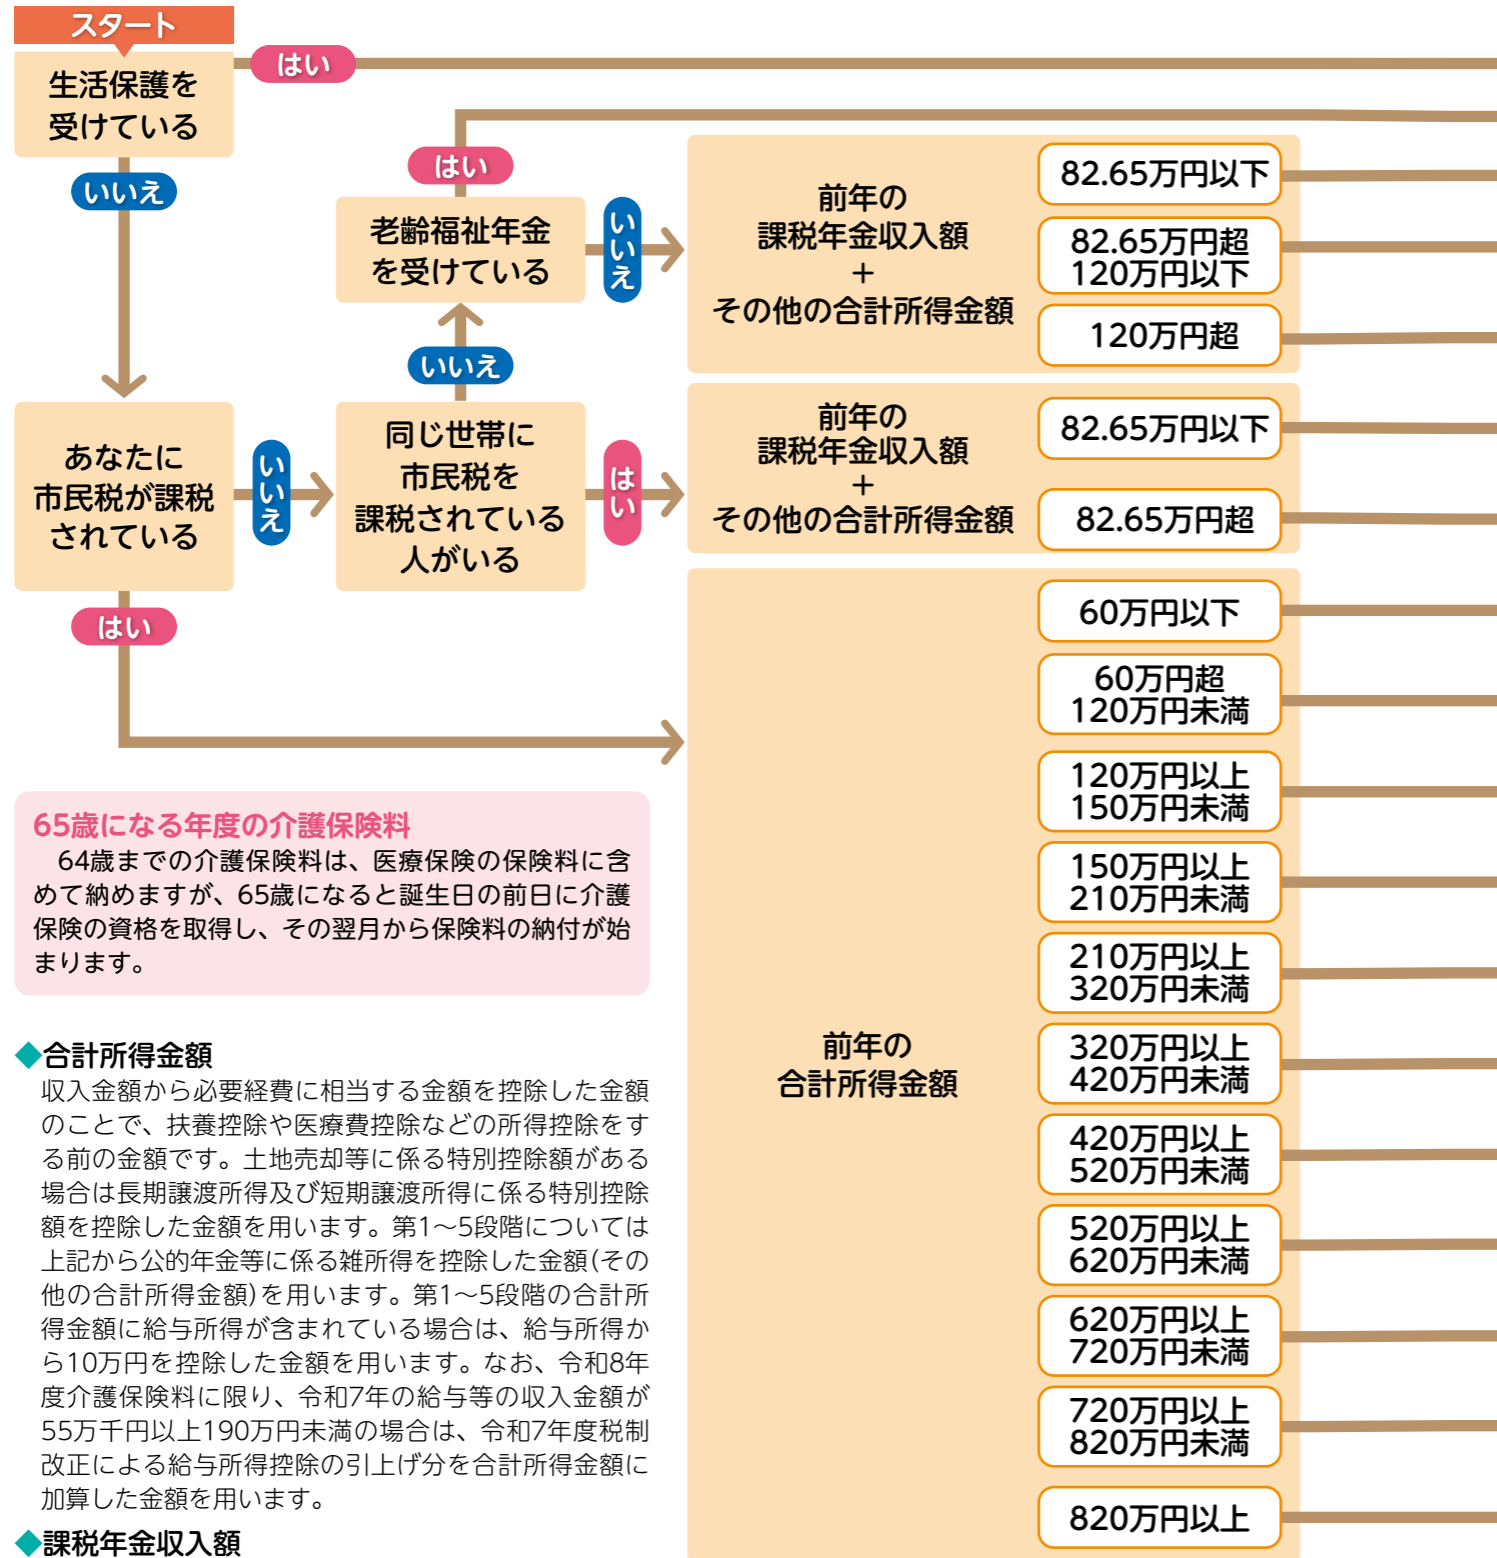 スタート
生活保護を
受けている
はい
いいえ
はい
老齢福祉年金
を受けている
いいえ
前年の
課税年金収入額
+
その他の合計所得金額
82.65万円以下
82.65万円超
120万円以下
120万円超
いいえ
あなたに
市民税が課税
されている
いいえ
同じ世帯に
市民税を
課税されている
人がいる
はい
前年の
課税年金収入額
+
その他の合計所得金額
82.65万円以下
82.65万円超
はい
前年の
合計所得金額
60万円以下
60万円超
120万円未満
120万円以上
150万円未満
150万円以上
210万円未満
210万円以上
320万円未満
320万円以上
420万円未満
420万円以上
520万円未満
520万円以上
620万円未満
620万円以上
720万円未満
720万円以上
820万円未満
820万円以上
65歳になる年度の介護保険料
64歳までの介護保険料は、医療保険の保険料に含
めて納めますが、65歳になると誕生日の前日に介護
保険の資格を取得し、その翌月から保険料の納付が始
まります。
◆合計所得金額
収入金額から必要経費に相当する金額を控除した金額
のことで、扶養控除や医療費控除などの所得控除をす
る前の金額です。土地売却等に係る特別控除額がある
場合は長期譲渡所得及び短期譲渡所得に係る特別控除
額を控除した金額を用います。第1～5段階については
上記から公的年金等に係る雑所得を控除した金額(その
他の合計所得金額)を用います。第1～5段階の合計所
得金額に給与所得が含まれている場合は、給与所得か
ら10万円を控除した金額を用います。なお、令和8年
度介護保険料に限り、令和7年の給与等の収入金額が
55万千円以上190万円未満の場合は、令和7年度税制
改正による給与所得控除の引上げ分を合計所得金額に
加算した金額を用います。
◆課税年金収入額